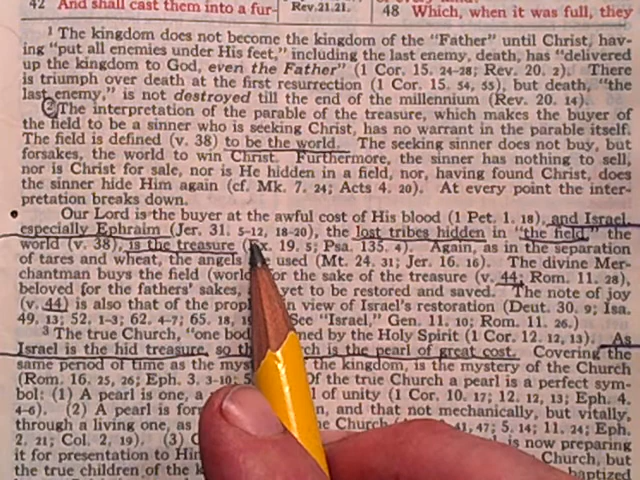 42 And shall cast them into a fur-
Rev.21.21.
48 Which, when it was full, they
1 The kingdom does not become the kingdom of the "Father" until Christ, hav-
ing "put all enemies under His feet," including the last enemy, death, has "delivered
up the kingdom to God, even the Father" (1 Cor. 15. 24-28; Rev. 20. 2). There
is triumph over death at the first resurrection (1 Cor. 15. 54, 55), but death, "the
last enemy," is not destroyed till the end of the millennium (Rev. 20. 14).
2 The interpretation of the parable of the treasure, which makes the buyer of
the field to be a sinner who is seeking Christ, has no warrant in the parable itself.
The field is defined (v. 38) to be the world. The seeking sinner does not buy, but
forsakes, the world to win Christ. Furthermore, the sinner has nothing to sell,
nor is Christ for sale, nor is He hidden in a field, nor, having found Christ, does
the sinner hide Him again (cf. Mk. 7. 24; Acts 4. 20). At every point the inter-
pretation breaks down.
Our Lord is the buyer at the awful cost of His blood (1 Pet. 1. 18), and Israel,
especially Ephraim (Jer. 31. 5-12, 18-20), the lost tribes hidden in "the field," the
world (v. 38), is the treasure (Ex. 19. 5; Psa. 135. 4). Again, as in the separation
of tares and wheat, the angels used (Mt. 24. 31; Jer. 16. 16). The divine Mer-
chantman buys the field (world for the sake of the treasure (v. 44; Rom. 11. 28),
beloved for the fathers' sakes, yet to be restored and saved. The note of joy
(v. 44) is also that of the prop in view of Israel's restoration (Deut. 30. 9; Isa.
49. 13; 52. 1-3; 62. 4-7; 65. 18, See "Israel," Gen. 11. 10; Rom. 11. 26.)
3 The true Church, "one bod by the Holy Spirit (1 Cor. 12. 12, 13). As
Israel is the hid treasure, so the is the pearl of great cost. Covering the
same period of time as the mys the kingdom, is the mystery of the Church
(Rom. 16. 25, 26; Eph. 3. 3-10; 5 Of the true Church a pearl is a perfect sym-
bol: (1) A pearl is one, a of unity (1 Cor. 10. 17; 12. 12, 13; Eph. 4.
4-6). (2) A pearl is for n, and that not mechanically, but vitally,
through a living one, as Church 41, 47; 5. 14; 11. 24; Eph.
2. 21; Col. 2. 19). (3) is now preparing
it for presentation to Hi Church, but
the true children of the baptized